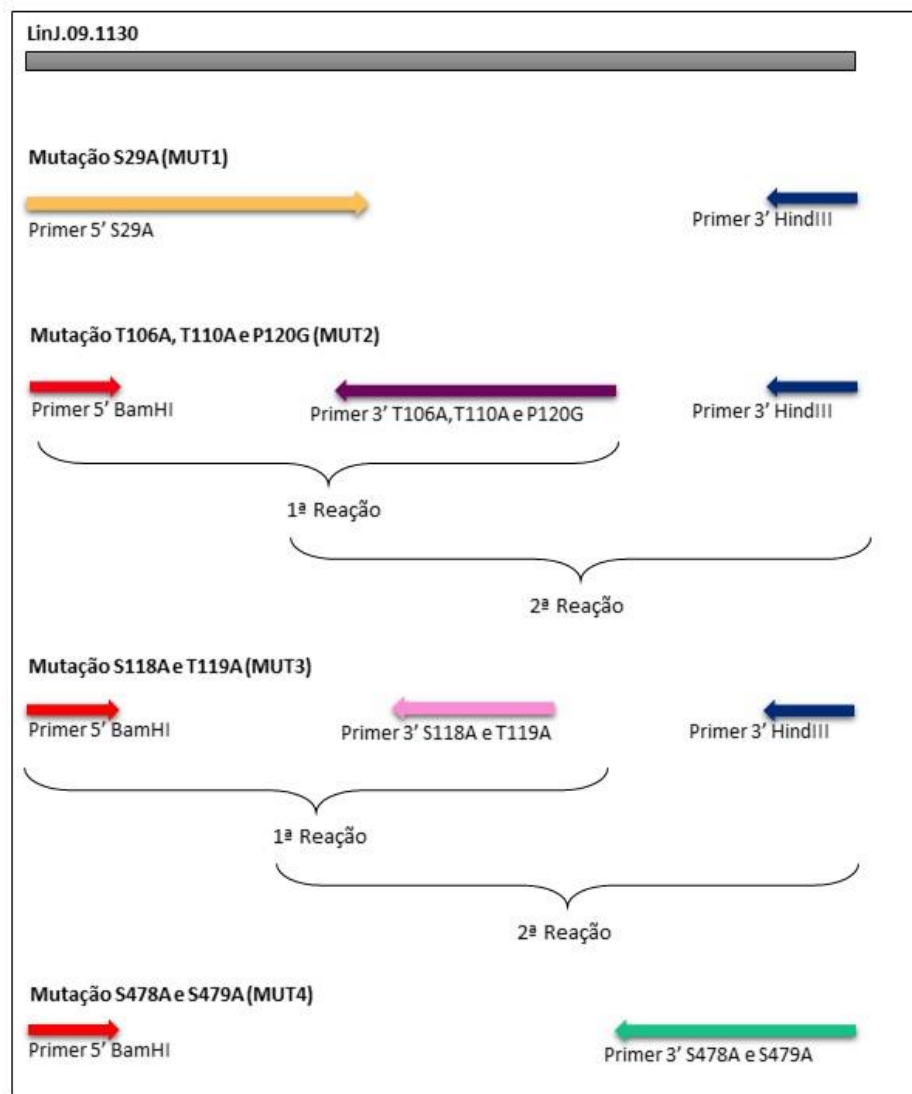 LinJ.09.1130
Mutação S29A (MUT1)
Primer 5' S29A
Primer 3' HindIII
Mutação T106A, T110A e P120G (MUT2)
Primer 5' BamHI
Primer 3' T106A, T110A e P120G
Primer 3' HindIII
1ª Reação
2ª Reação
Mutação S118A e T119A (MUT3)
Primer 5' BamHI
Primer 3' S118A e T119A
Primer 3' HindIII
1ª Reação
2ª Reação
Mutação S478A e S479A (MUT4)
Primer 5' BamHI
Primer 3' S478A e S479A